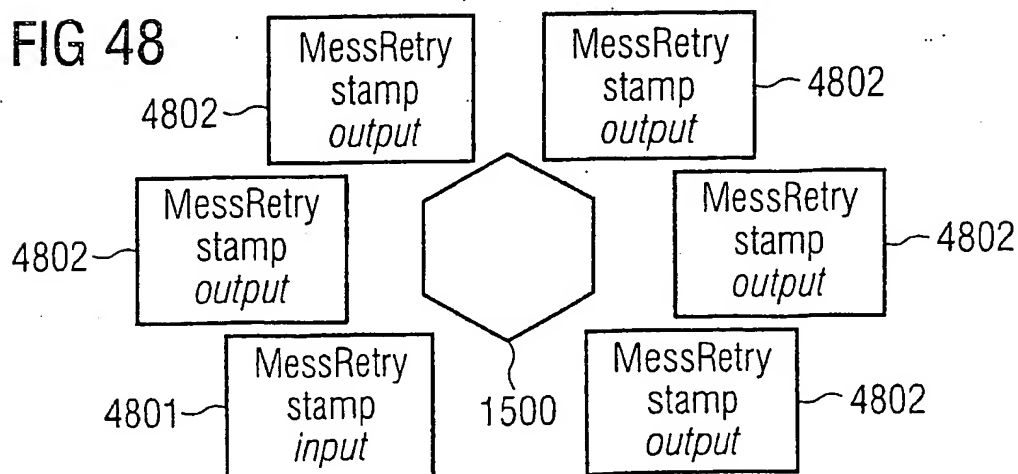 FIG 48
MessRetry
stamp
output
4802
MessRetry
stamp
output
4802
MessRetry
stamp
output
4802
MessRetry
stamp
output
4802
MessRetry
stamp
input
4801
1500
MessRetry
stamp
output
4802